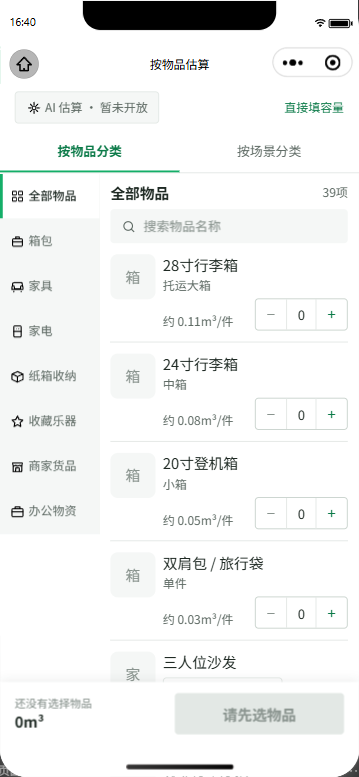 16:40
按物品估算
AI 估算 · 暂未开放
直接填容量
按物品分类
按场景分类
全部物品
箱包
家具
家电
纸箱收纳
收藏乐器
商家货品
办公物资
全部物品
39项
搜索物品名称
箱
28寸行李箱
托运大箱
约 0.11m³/件
− 0 +
箱
24寸行李箱
中箱
约 0.08m³/件
− 0 +
箱
20寸登机箱
小箱
约 0.05m³/件
− 0 +
箱
双肩包 / 旅行袋
单件
约 0.03m³/件
− 0 +
家
三人位沙发
还没有选择物品
0m³
请先选物品